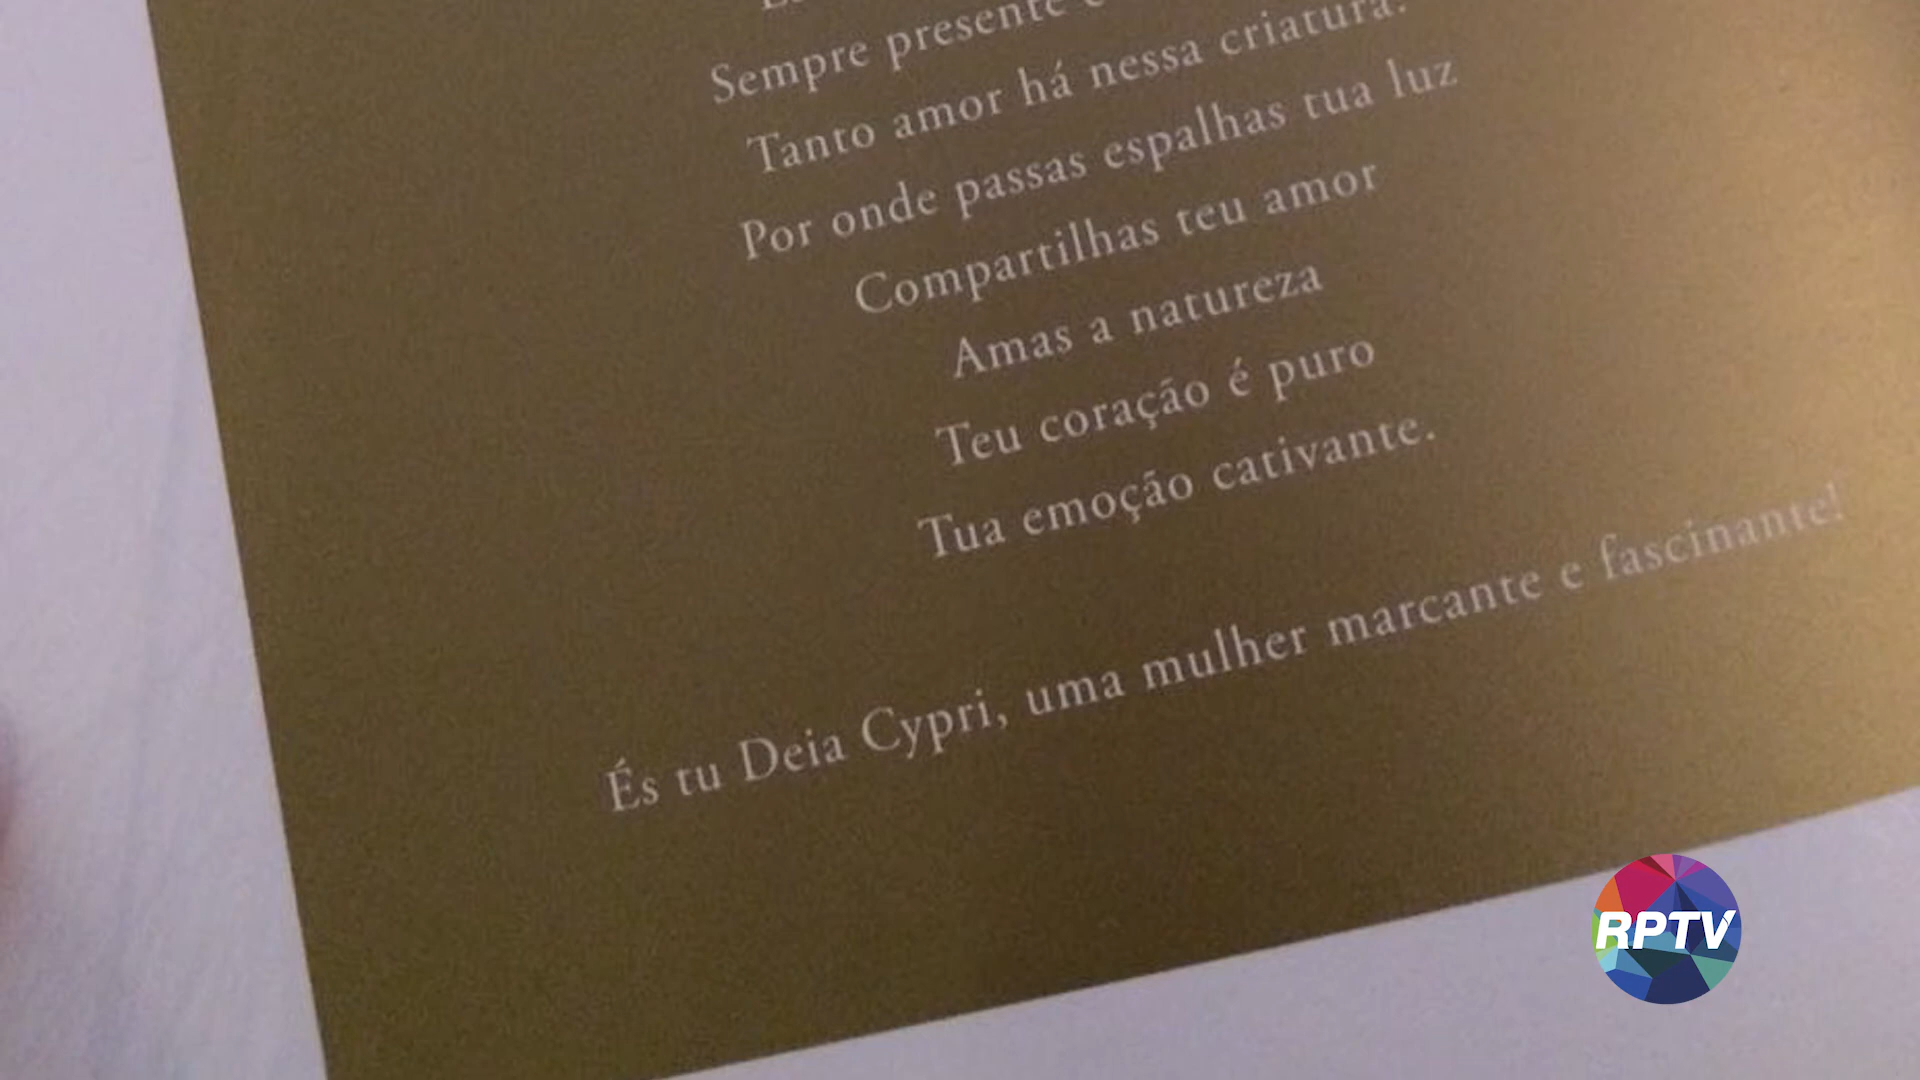 Sempre presente
Tanto amor há nessa criatura.
Por onde passas espalhas tua luz
Compartilhas teu amor
Amas a natureza
Teu coração é puro
Tua emoção cativante.
És tu Deia Cypri, uma mulher marcante e fascinante!
RPTV